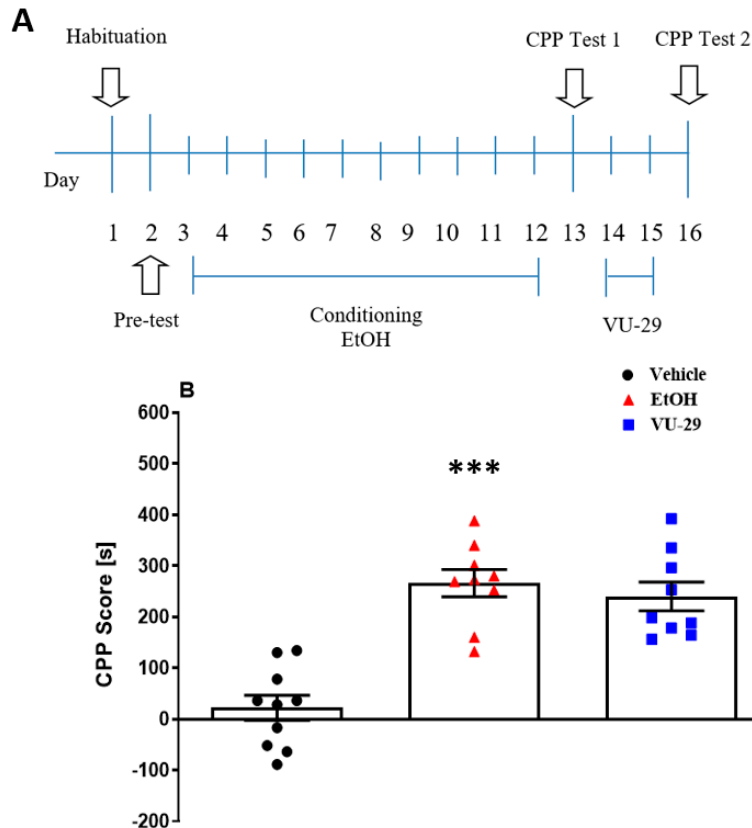 A
Habituation
CPP Test 1
CPP Test 2
Day
1 2 3 4 5 6 7 8 9 10 11 12 13 14 15 16
Pre-test
Conditioning
EtOH
VU-29
B
Vehicle
EtOH
VU-29
600
500
400
300
200
100
0
-100
-200
CPP Score [s]
***